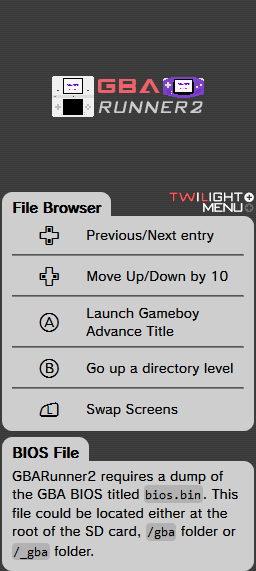 GBA
RUNNER2
TWiLIGHT
MENU
File Browser
Previous/Next entry
Move Up/Down by 10
A
Launch Gameboy
Advance Title
B
Go up a directory level
L
Swap Screens
BIOS File
GBARunner2 requires a dump of
the GBA BIOS titled bios.bin. This
file could be located either at the
root of the SD card, /gba folder or
/_gba folder.